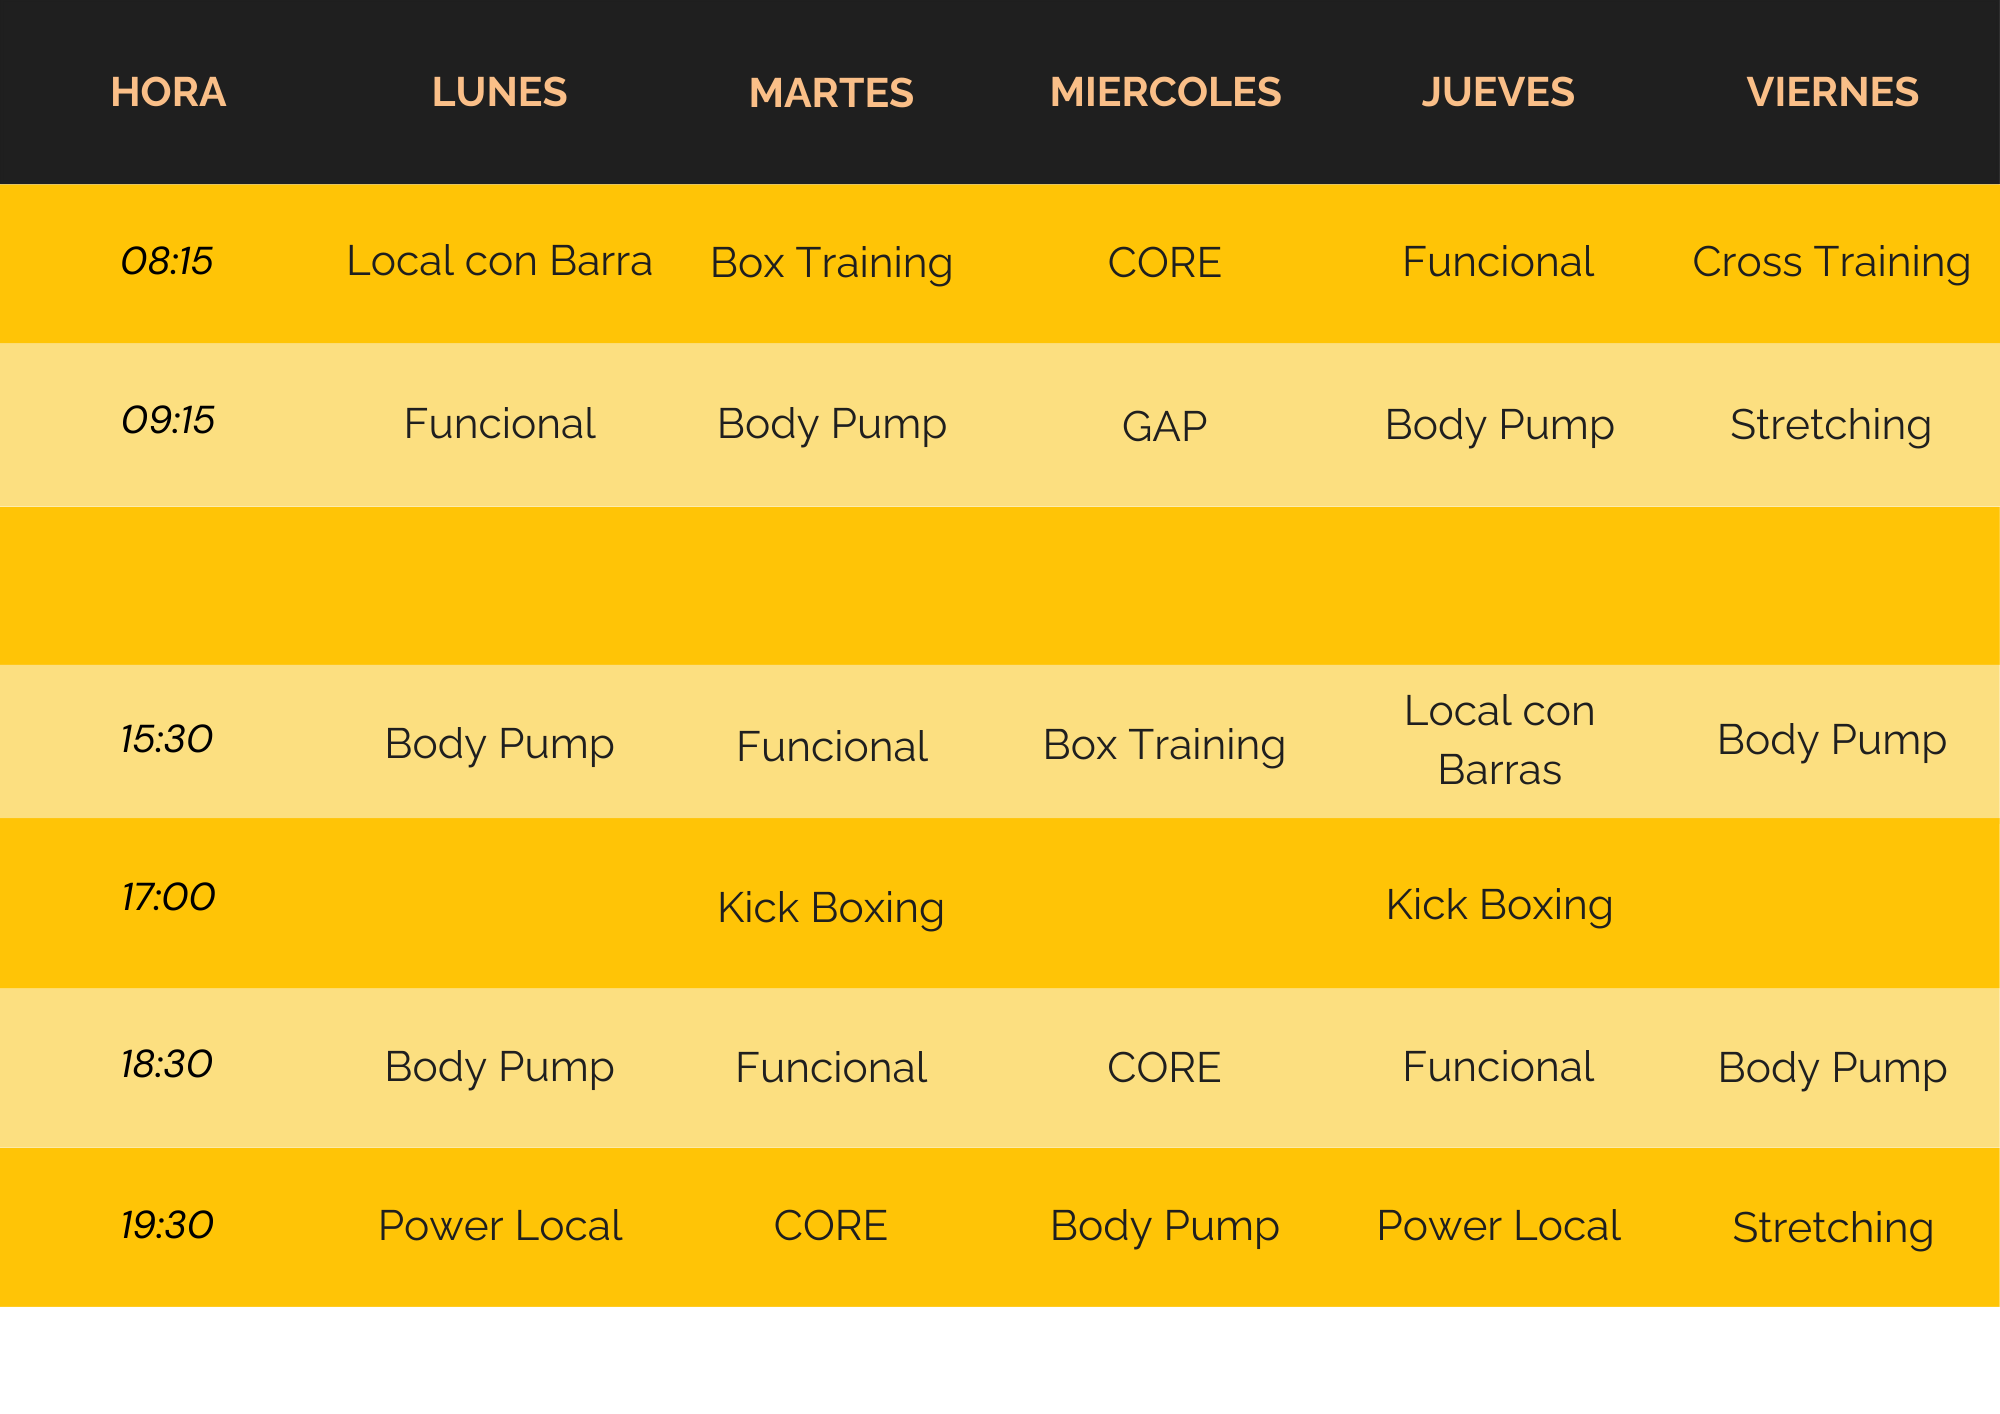 HORA LUNES MARTES MIERCOLES JUEVES VIERNES
08:15 Local con Barra Box Training CORE Funcional Cross Training
09:15 Funcional Body Pump GAP Body Pump Stretching
15:30 Body Pump Funcional Box Training Local con Barras Body Pump
17:00 Kick Boxing Kick Boxing
18:30 Body Pump Funcional CORE Funcional Body Pump
19:30 Power Local CORE Body Pump Power Local Stretching